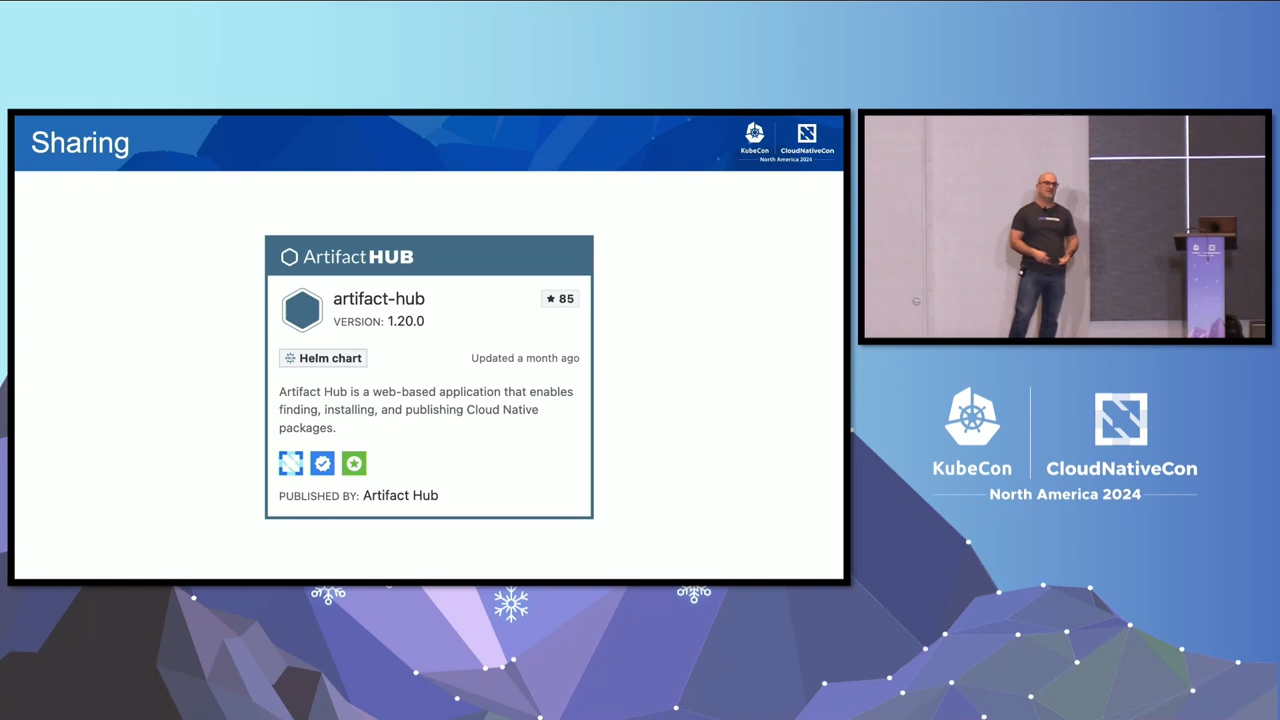 Sharing
KubeCon
CloudNativeCon
North America 2024
ArtifactHUB
artifact-hub
★ 85
VERSION: 1.20.0
Helm chart
Updated a month ago
Artifact Hub is a web-based application that enables
finding, installing, and publishing Cloud Native
packages.
PUBLISHED BY: Artifact Hub
KubeCon
CloudNativeCon
North America 2024